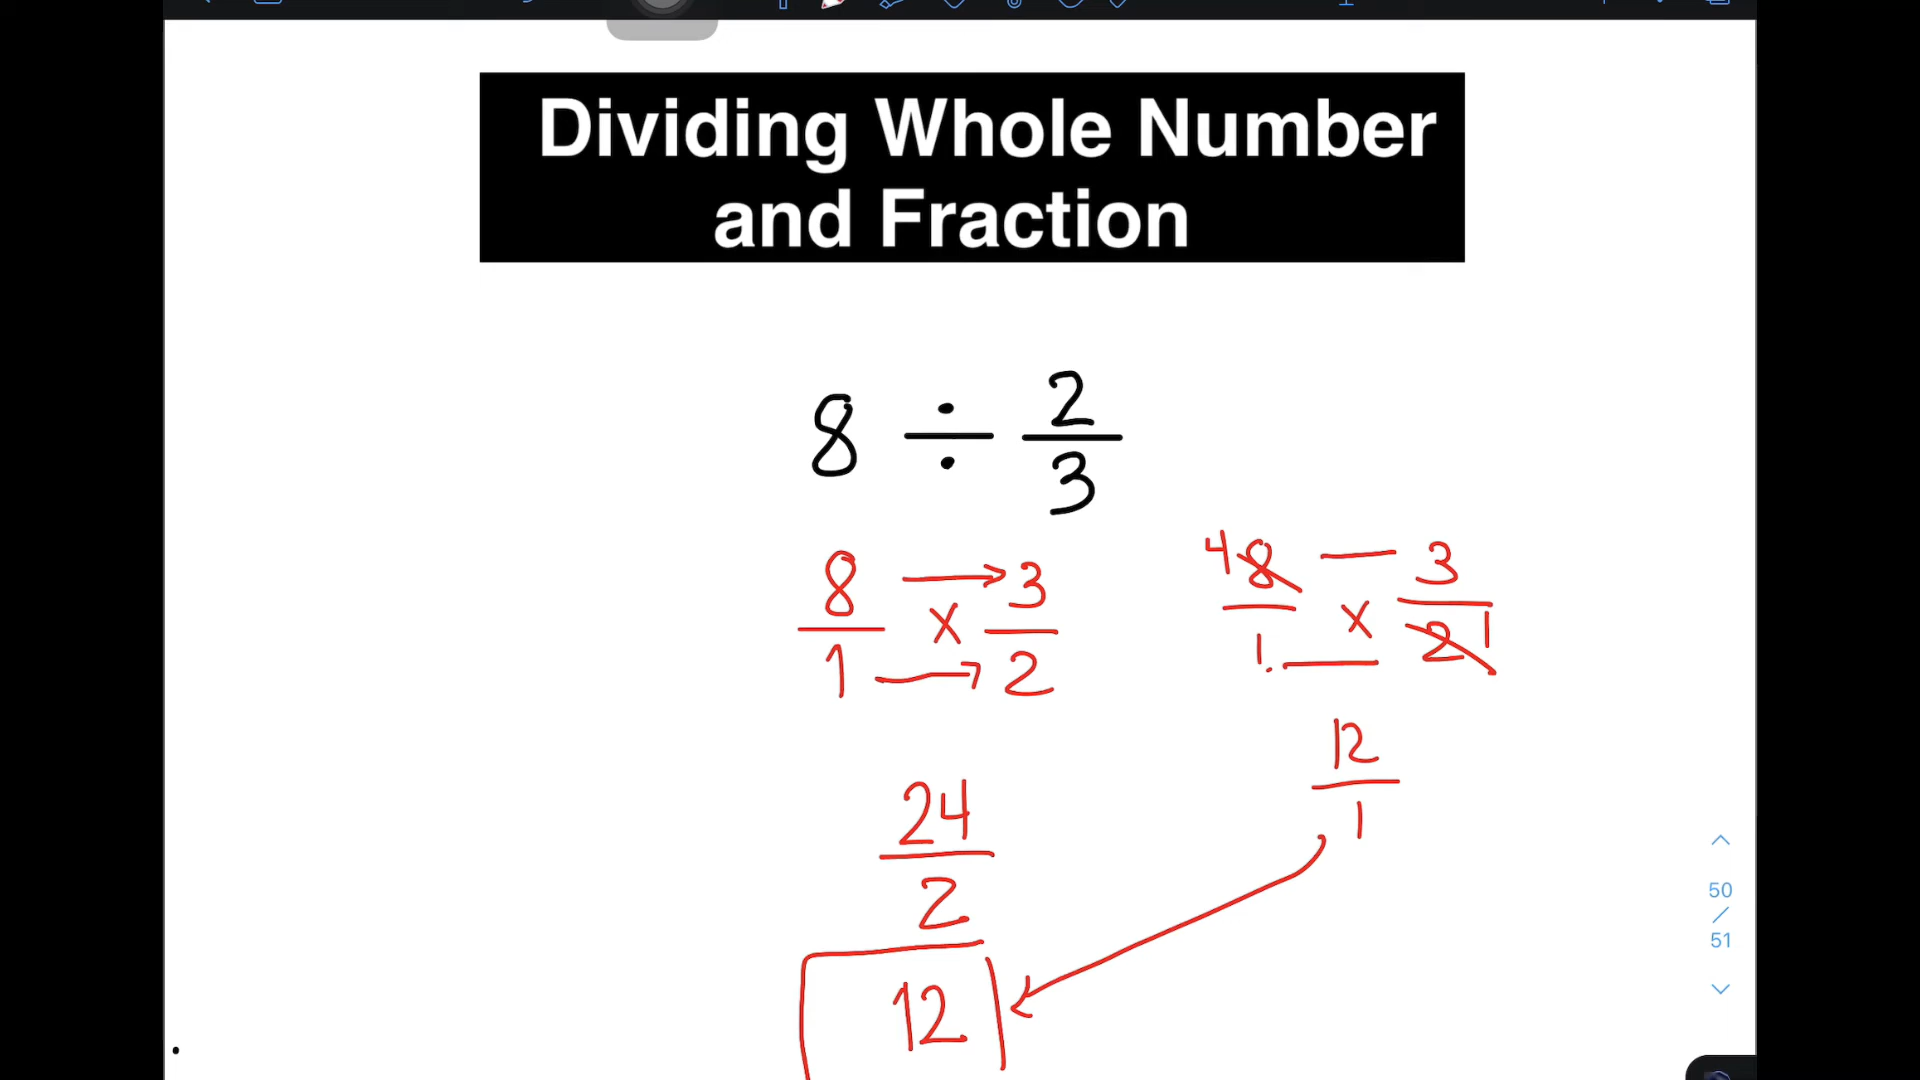 Dividing Whole Number
and Fraction
8 ÷ 2/3
8/1 x 3/2
24/2
12
4 8/1 x 3/2 1
12/1
50
/
51